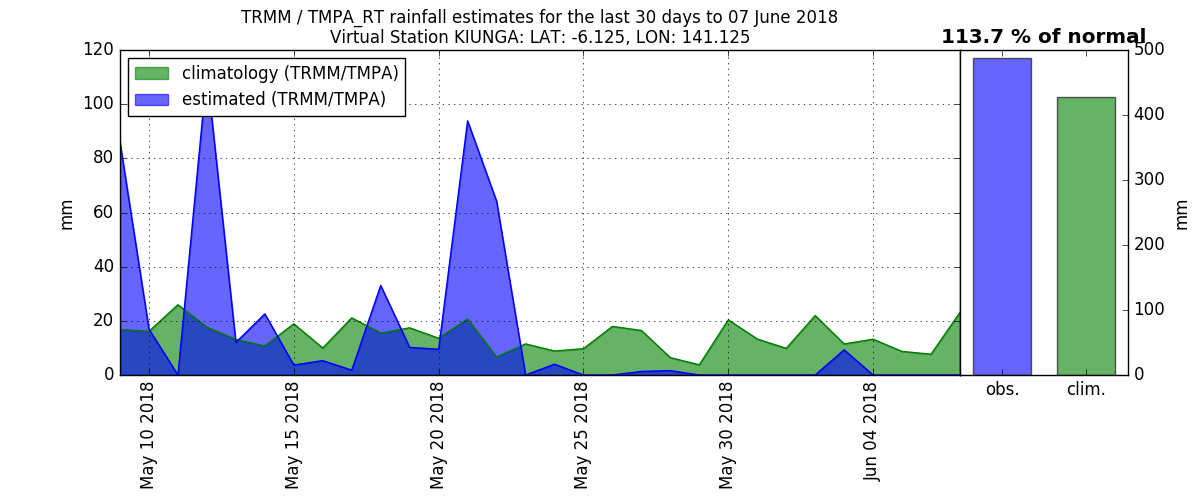 TRMM / TMPA_RT rainfall estimates for the last 30 days to 07 June 2018
Virtual Station KIUNGA: LAT: -6.125, LON: 141.125
113.7 % of normal
climatology (TRMM/TMPA)
estimated (TRMM/TMPA)
120
100
80
60
40
20
0
mm
May 10 2018
May 15 2018
May 20 2018
May 25 2018
May 30 2018
Jun 04 2018
obs.
clim.
500
400
300
200
100
0
mm